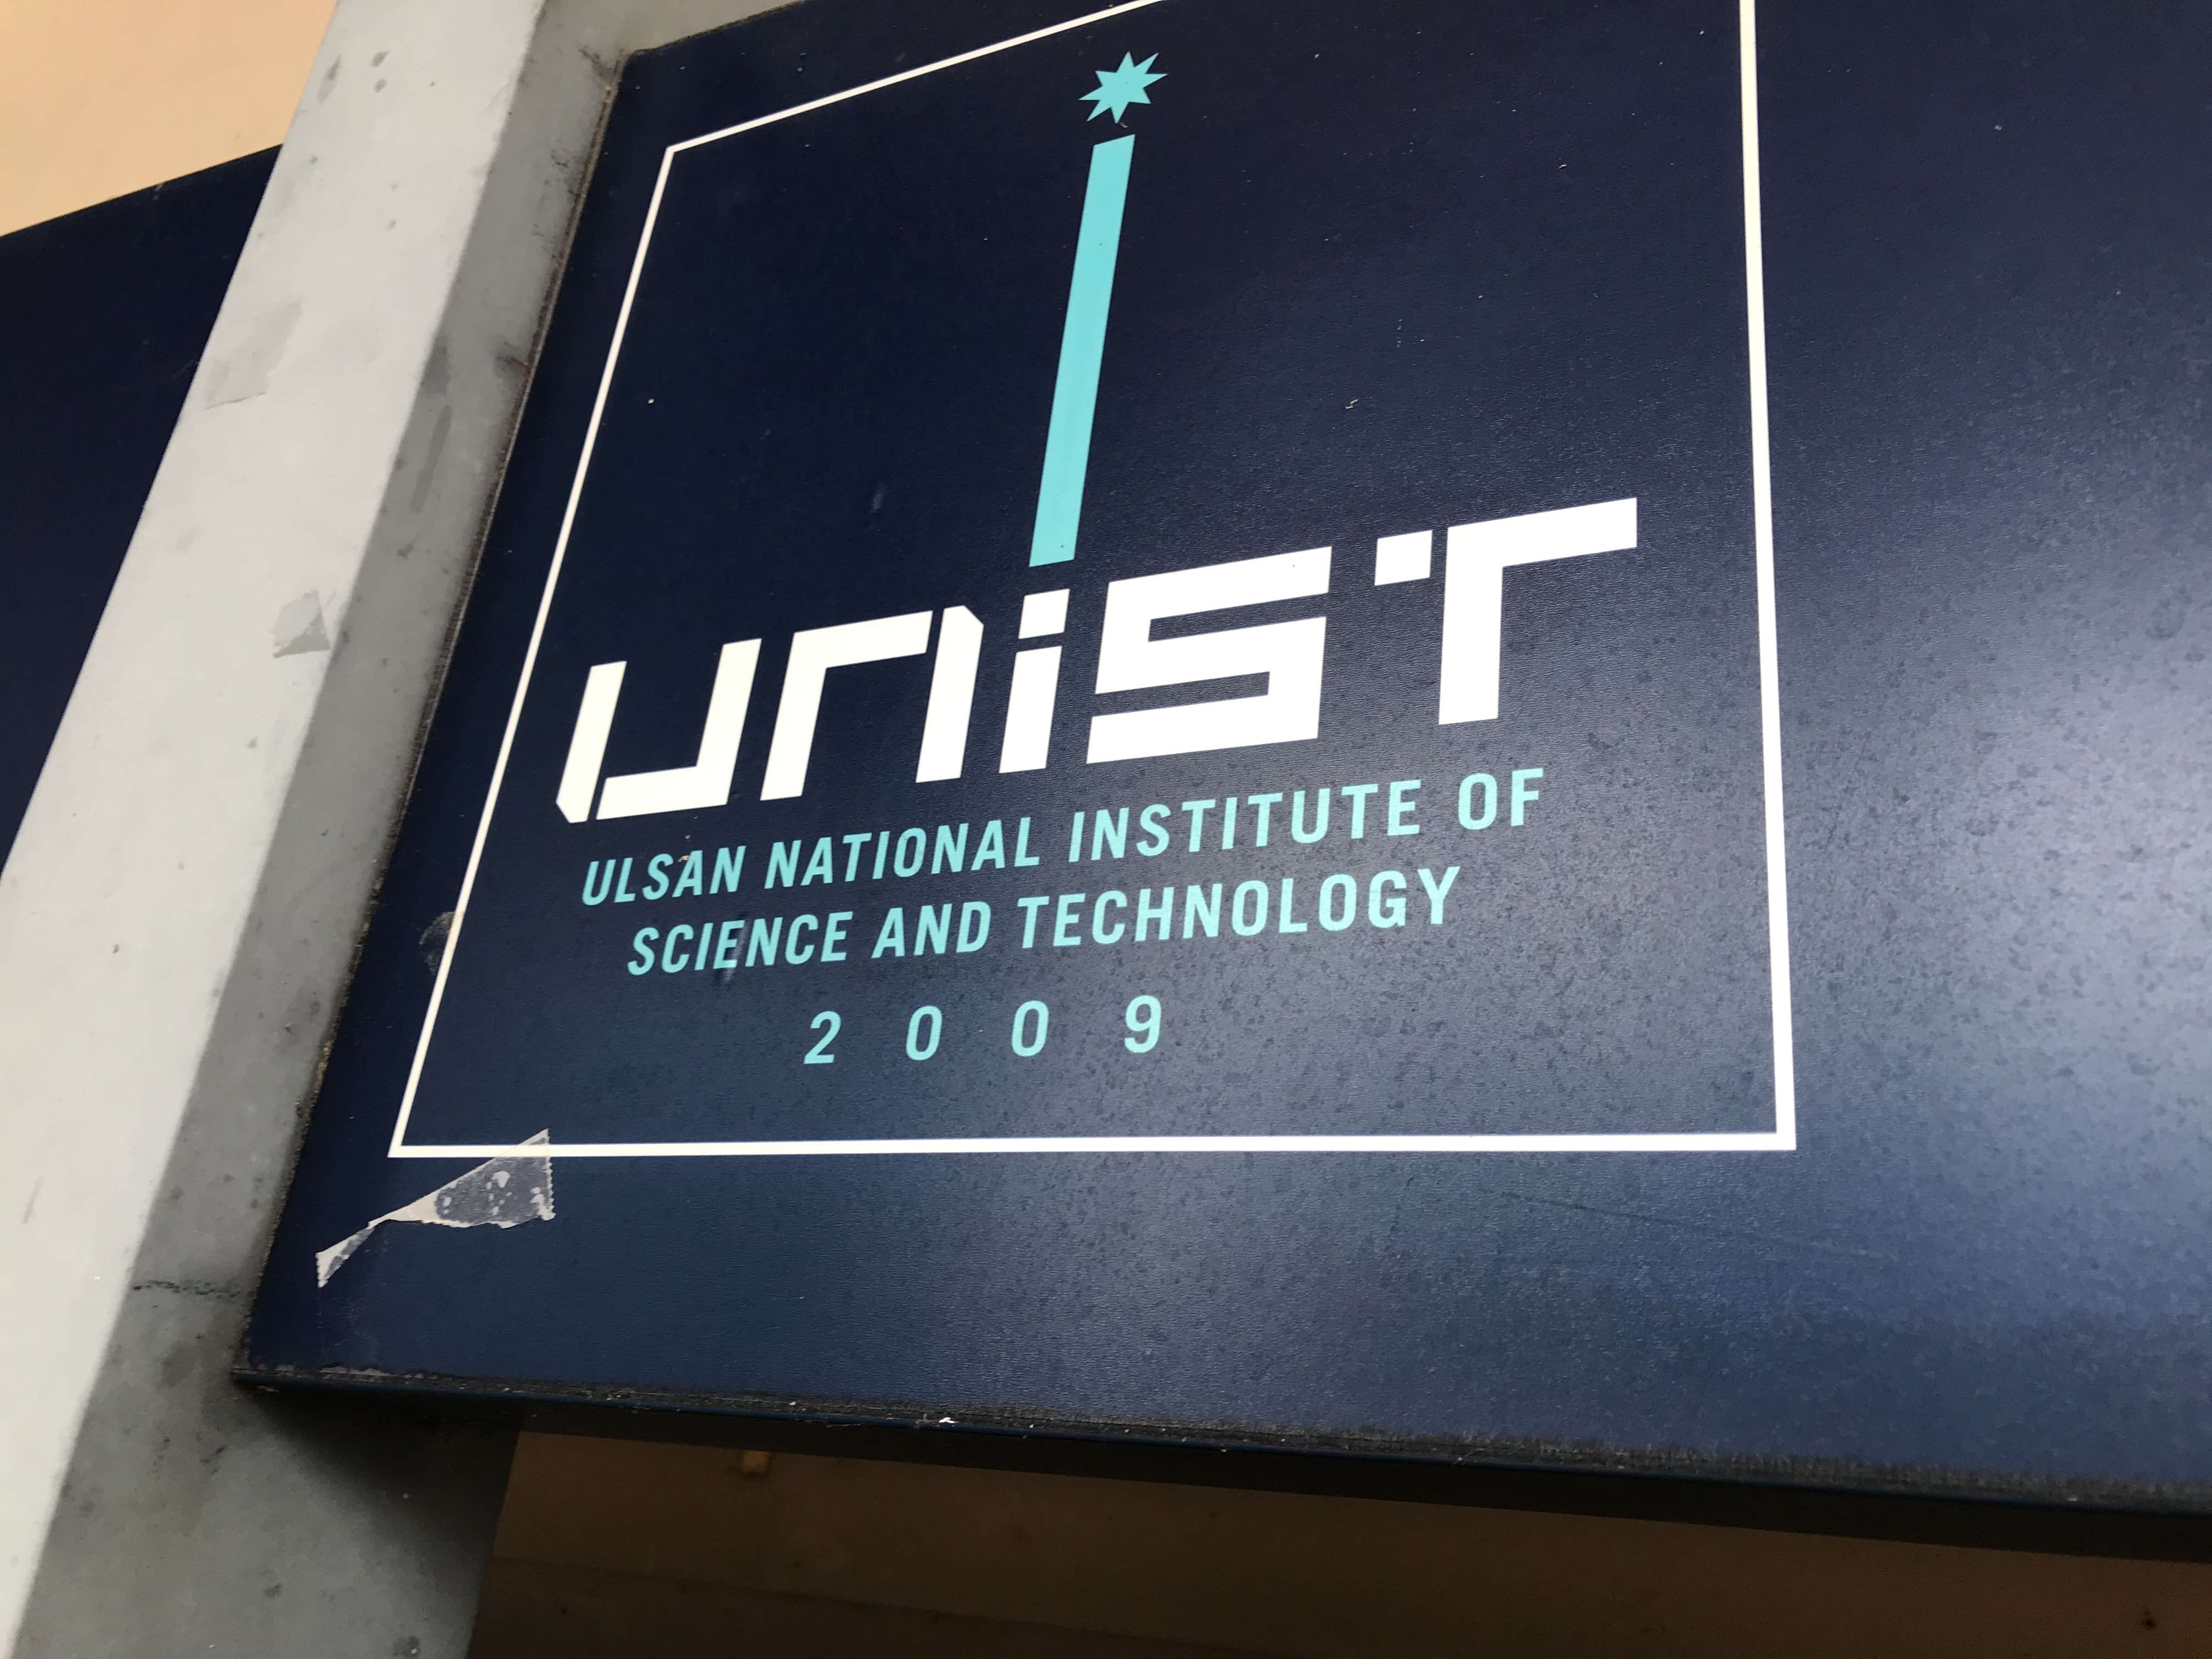 UNIST
ULSAN NATIONAL INSTITUTE OF
SCIENCE AND TECHNOLOGY
2009